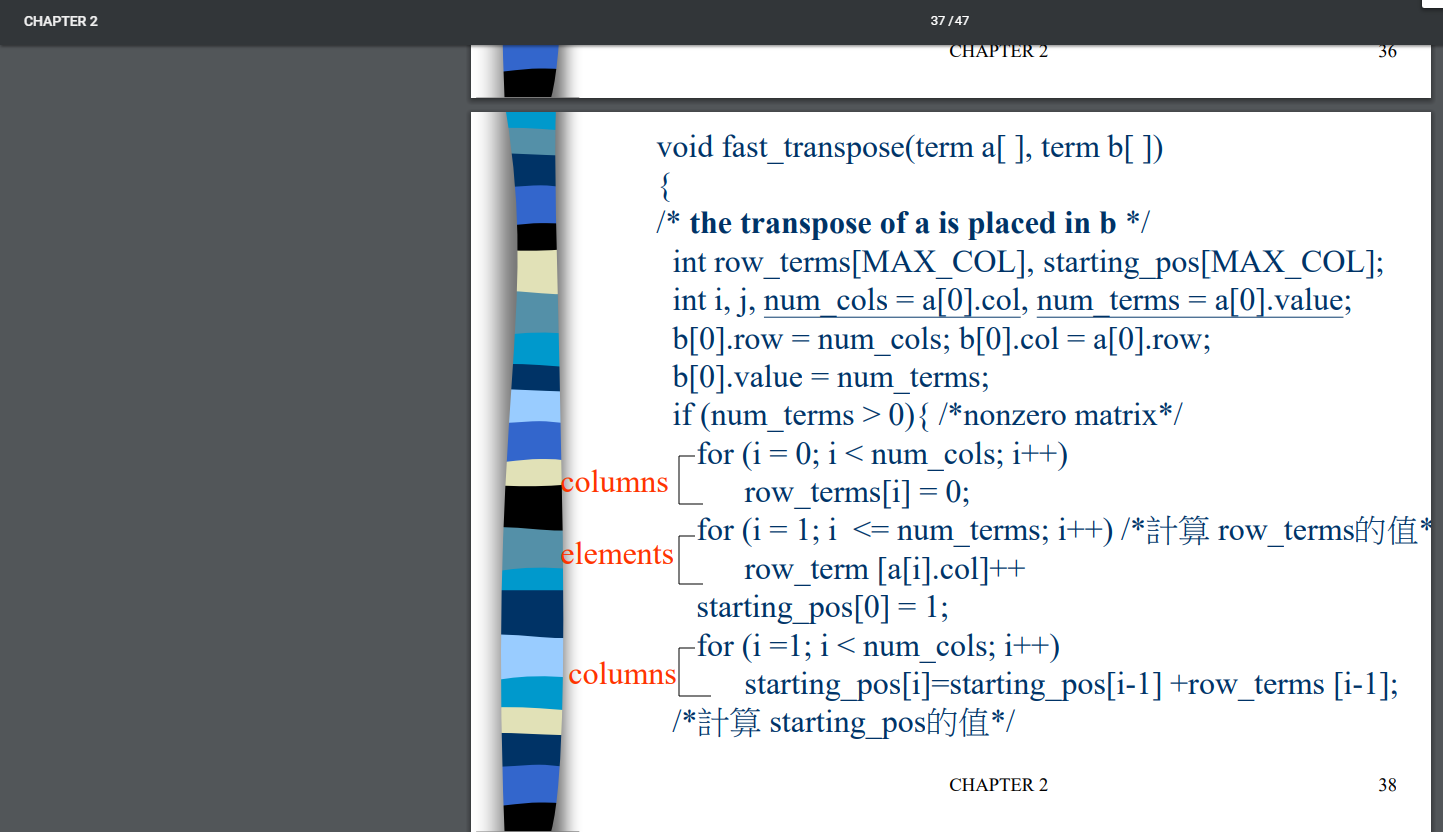 CHAPTER 2
37 / 47
CHAPTER 2
36
void fast_transpose(term a[ ], term b[ ])
{
/* the transpose of a is placed in b */
int row_terms[MAX_COL], starting_pos[MAX_COL];
int i, j, num_cols = a[0].col, num_terms = a[0].value;
b[0].row = num_cols; b[0].col = a[0].row;
b[0].value = num_terms;
if (num_terms > 0){ /*nonzero matrix*/
for (i = 0; i < num_cols; i++)
columns
row_terms[i] = 0;
for (i = 1; i <= num_terms; i++) /*計算 row_terms的值*
elements
row_term [a[i].col]++
starting_pos[0] = 1;
for (i =1; i < num_cols; i++)
columns
starting_pos[i]=starting_pos[i-1] +row_terms [i-1];
/*計算 starting_pos的值*/
CHAPTER 2
38